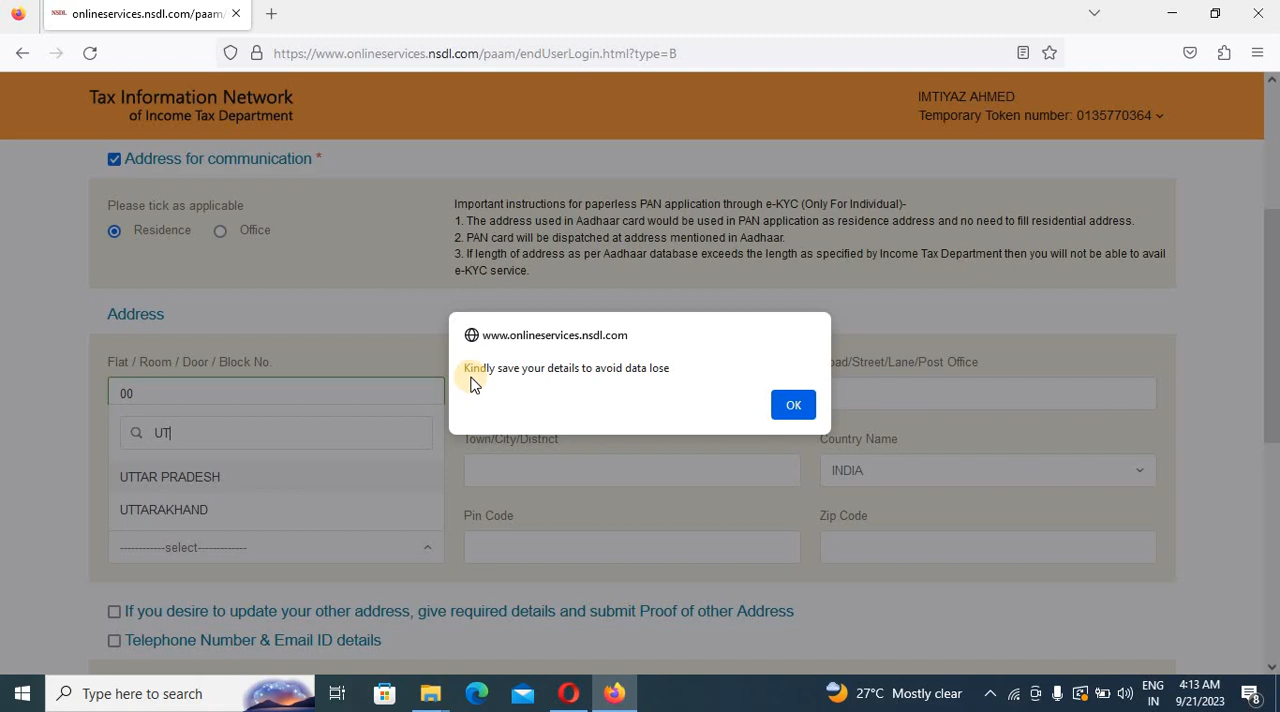 NSDL onlineservices.nsdl.com/paam/
https://www.onlineservices.nsdl.com/paam/endUserLogin.html?type=B
Tax Information Network
of Income Tax Department
IMTIYAZ AHMED
Temporary Token number: 0135770364
Address for communication *
Please tick as applicable
Residence Office
Important instructions for paperless PAN application through e-KYC (Only For Individual)-
1. The address used in Aadhaar card would be used in PAN application as residence address and no need to fill residential address.
2. PAN card will be dispatched at address mentioned in Aadhaar.
3. If length of address as per Aadhaar database exceeds the length as specified by Income Tax Department then you will not be able to avail
e-KYC service.
Address
www.onlineservices.nsdl.com
Kindly save your details to avoid data lose
OK
Flat / Room / Door / Block No.
oad/Street/Lane/Post Office
00
UT
UTTAR PRADESH
UTTARAKHAND
------------select-------------
Town/City/District
Country Name
INDIA
Pin Code
Zip Code
If you desire to update your other address, give required details and submit Proof of other Address
Telephone Number & Email ID details
Type here to search
27°C Mostly clear
ENG
IN
4:13 AM
9/21/2023
8